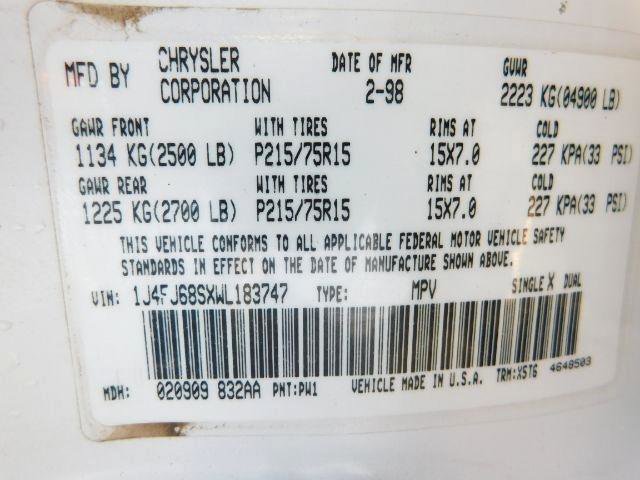 MFD BY CHRYSLER CORPORATION DATE OF MFR 2-98 GVWR 2223 KG(04900 LB)
GAWR FRONT WITH TIRES RIMS AT COLD
1134 KG(2500 LB) P215/75R15 15X7.0 227 KPA(33 PSI)
GAWR REAR WITH TIRES RIMS AT COLD
1225 KG(2700 LB) P215/75R15 15X7.0 227 KPA(33 PSI)
THIS VEHICLE CONFORMS TO ALL APPLICABLE FEDERAL MOTOR VEHICLE SAFETY
STANDARDS IN EFFECT ON THE DATE OF MANUFACTURE SHOWN ABOVE.
VIN: 1J4FJ68SXWL183747 TYPE: MPV SINGLE X DUAL
MDH: 020909 832AA PNT:PW1 VEHICLE MADE IN U.S.A. TRM:XST6 4648503